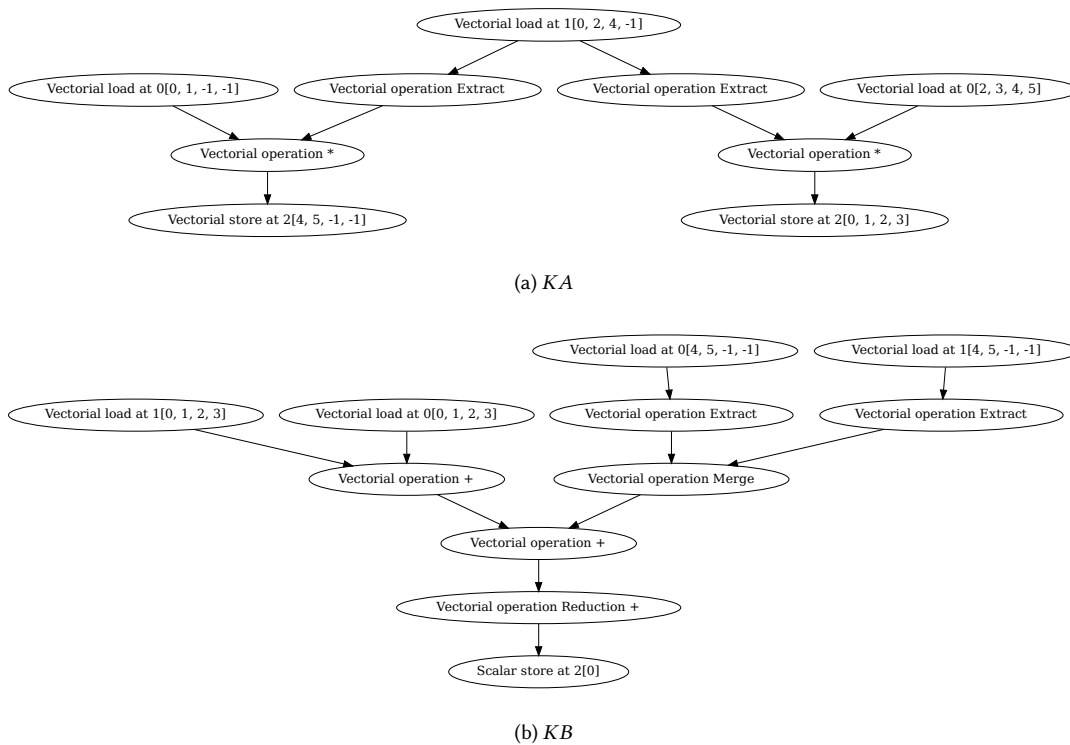 Vectorial load at 1[0, 2, 4, -1]
Vectorial load at 0[0, 1, -1, -1]
Vectorial operation Extract
Vectorial operation Extract
Vectorial load at 0[2, 3, 4, 5]
Vectorial operation *
Vectorial operation *
Vectorial store at 2[4, 5, -1, -1]
Vectorial store at 2[0, 1, 2, 3]
(a) KA
Vectorial load at 0[4, 5, -1, -1]
Vectorial load at 1[4, 5, -1, -1]
Vectorial load at 1[0, 1, 2, 3]
Vectorial load at 0[0, 1, 2, 3]
Vectorial operation Extract
Vectorial operation Extract
Vectorial operation +
Vectorial operation Merge
Vectorial operation +
Vectorial operation Reduction +
Scalar store at 2[0]
(b) KB